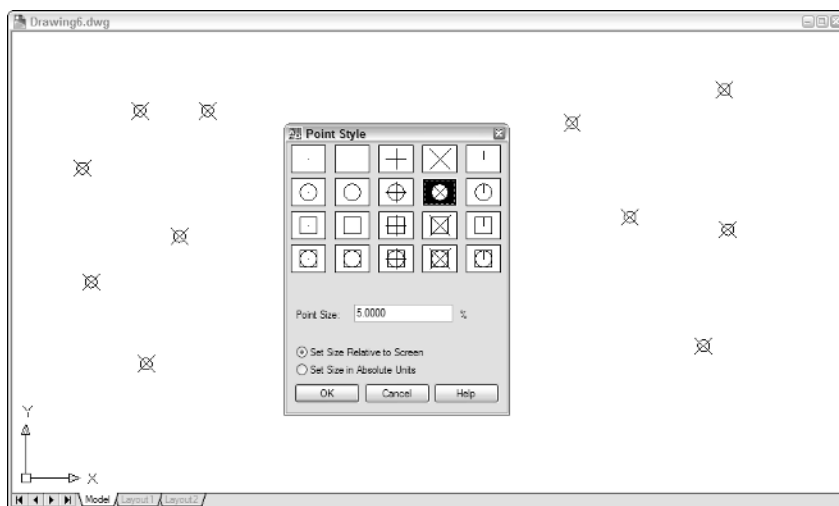 Drawing6.dwg
Point Style
Point Size: 5.0000 %
Set Size Relative to Screen
Set Size in Absolute Units
OK Cancel Help
Y
X
Model Layout1 Layout2